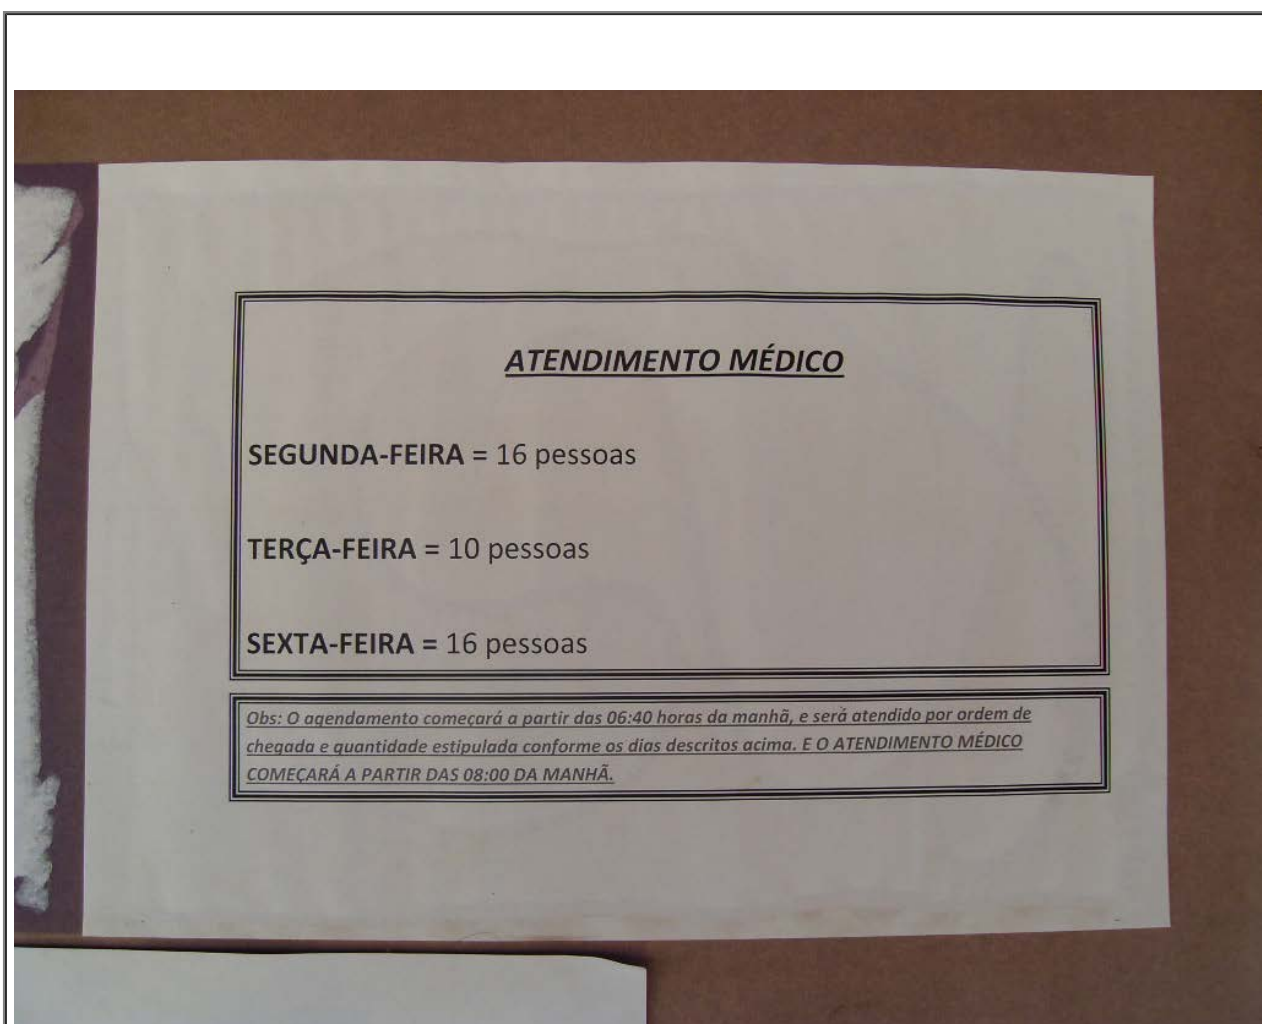 ATENDIMENTO MÉDICO
SEGUNDA-FEIRA = 16 pessoas
TERÇA-FEIRA = 10 pessoas
SEXTA-FEIRA = 16 pessoas
Obs: O agendamento começará a partir das 06:40 horas da manhã, e será atendido por ordem de
chegada e quantidade estipulada conforme os dias descritos acima. E O ATENDIMENTO MÉDICO
COMEÇARÁ A PARTIR DAS 08:00 DA MANHÃ.